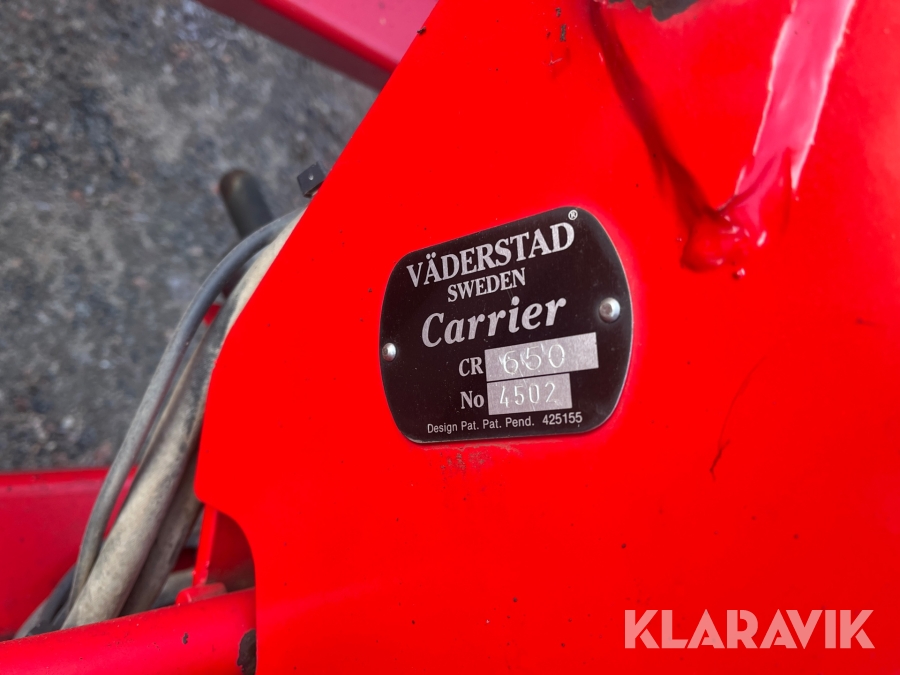 VÄDERSTAD®
SWEDEN
Carrier
CR 650
No 4502
Design Pat. Pat. Pend. 425155
KLARAVIK